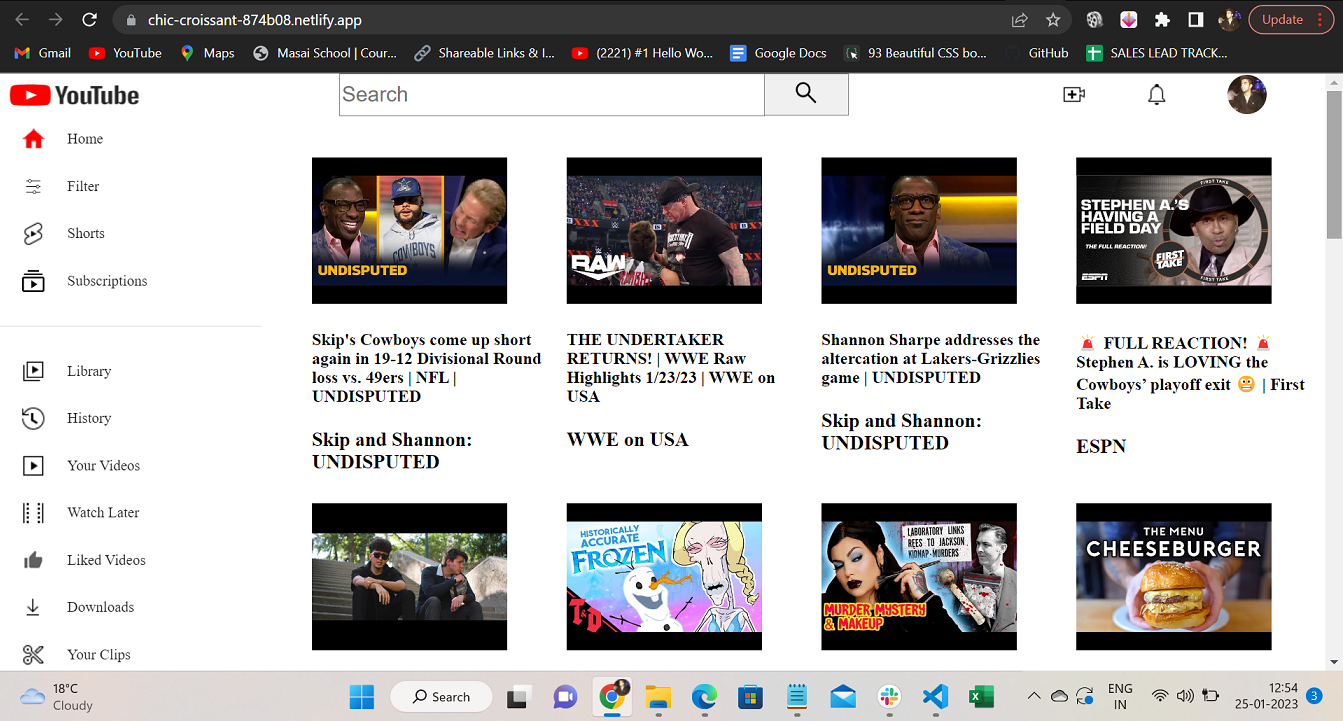 chic-croissant-874b08.netlify.app
Update
Gmail
YouTube
Maps
Masai School | Cour...
Shareable Links & I...
(2221) #1 Hello Wo...
Google Docs
93 Beautiful CSS bo...
GitHub
SALES LEAD TRACK...
YouTube
Search
Home
Filter
Shorts
Subscriptions
Library
History
Your Videos
Watch Later
Liked Videos
Downloads
Your Clips
COWBOYS
UNDISPUTED
RAW
UNDISPUTED
FIRST TAKE
STEPHEN A.'S
HAVING A
FIELD DAY
THE FULL REACTION!
FIRST
TAKE
ESPN
Skip's Cowboys come up short
again in 19-12 Divisional Round
loss vs. 49ers | NFL |
UNDISPUTED
Skip and Shannon:
UNDISPUTED
THE UNDERTAKER
RETURNS! | WWE Raw
Highlights 1/23/23 | WWE on
USA
WWE on USA
Shannon Sharpe addresses the
altercation at Lakers-Grizzlies
game | UNDISPUTED
Skip and Shannon:
UNDISPUTED
🚨 FULL REACTION! 🚨
Stephen A. is LOVING the
Cowboys’ playoff exit 😬 | First
Take
ESPN
HISTORICALLY
ACCURATE
FROZEN
T&D
LABORATORY LINKS
REES TO JACKSON
KIDNAP-MURDERS
MURDER MYSTERY
& MAKEUP
THE MENU
CHEESEBURGER
18°C
Cloudy
Search
ENG
IN
12:54
25-01-2023
3